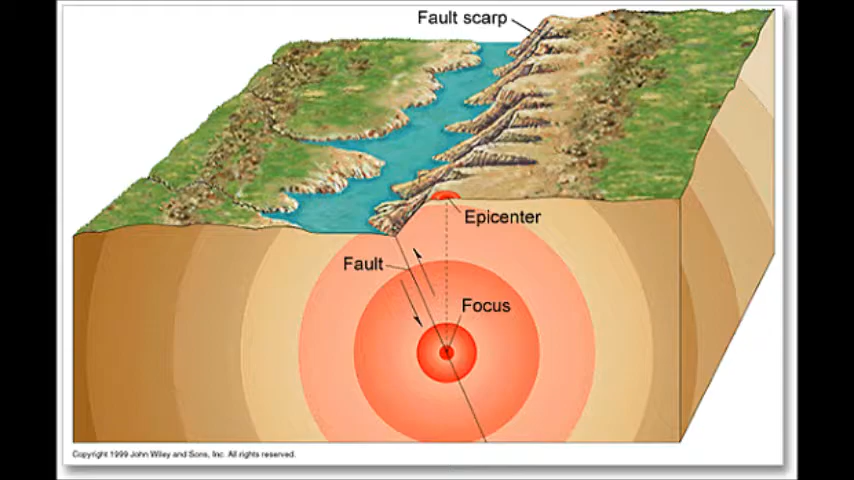 Fault scarp
Epicenter
Fault
Focus
Copyright 1999 John Wiley and Sons, Inc. All rights reserved.